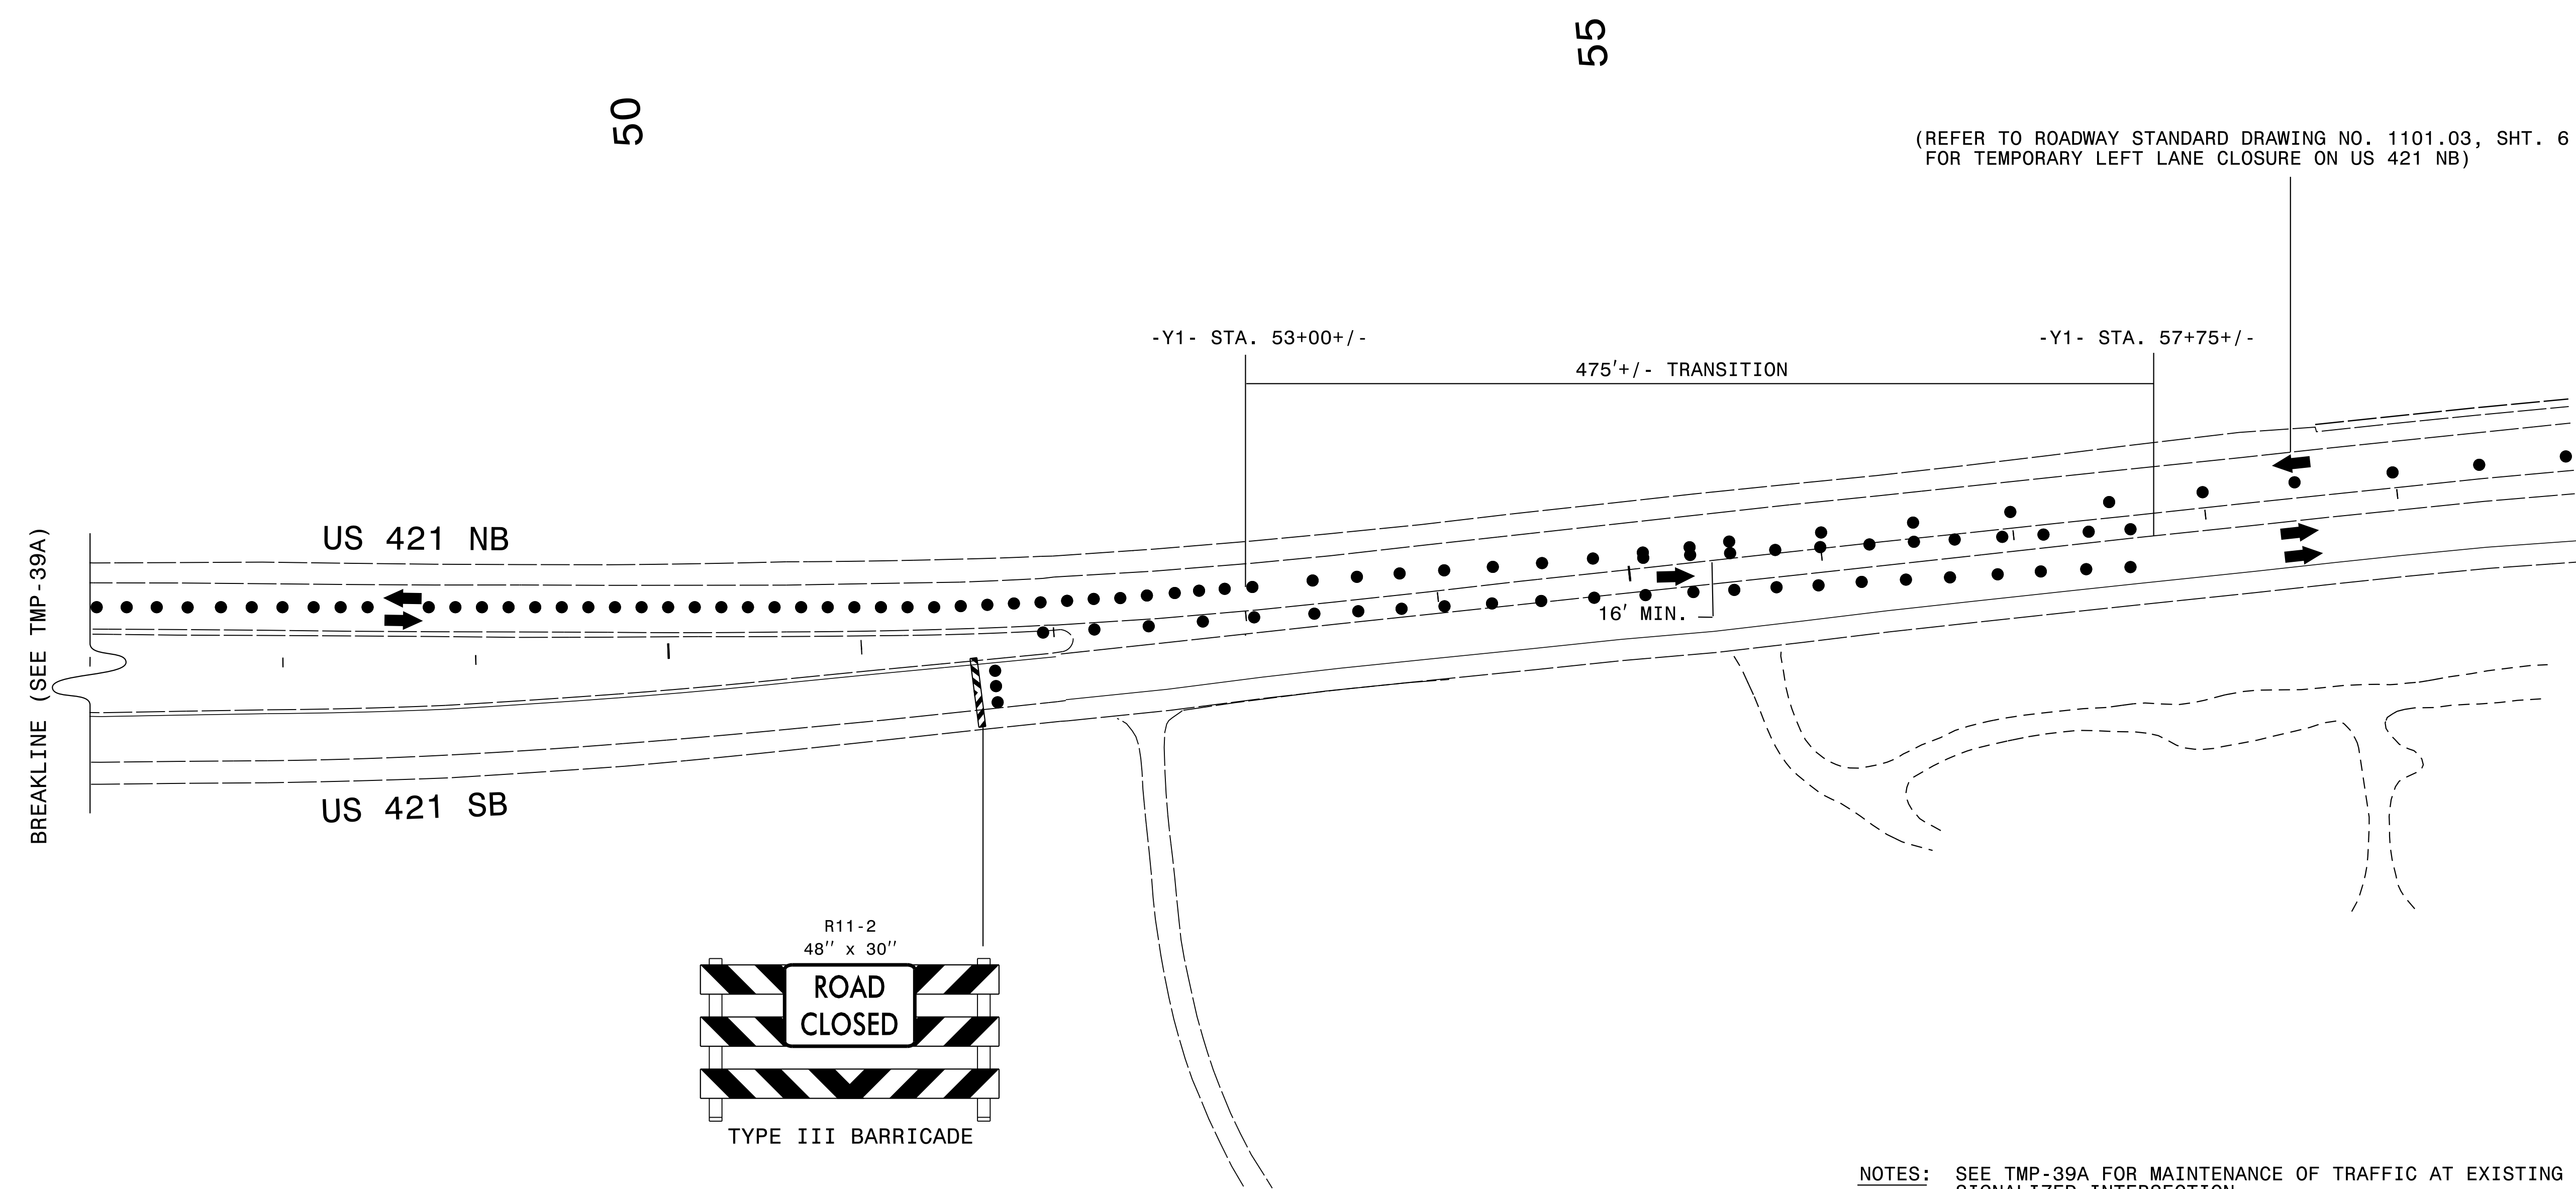 55
50
(REFER TO ROADWAY STANDARD DRAWING NO. 1101.03, SHT. 6
FOR TEMPORARY LEFT LANE CLOSURE ON US 421 NB)
-Y1- STA. 53+00+/-
-Y1- STA. 57+75+/-
475'+/- TRANSITION
US 421 NB
BREAKLINE (SEE TMP-39A)
16' MIN.
US 421 SB
R11-2
48'' x 30''
ROAD
CLOSED
TYPE III BARRICADE
NOTES: SEE TMP-39A FOR MAINTENANCE OF TRAFFIC AT EXISTING
SIGNALIZED INTERSECTION